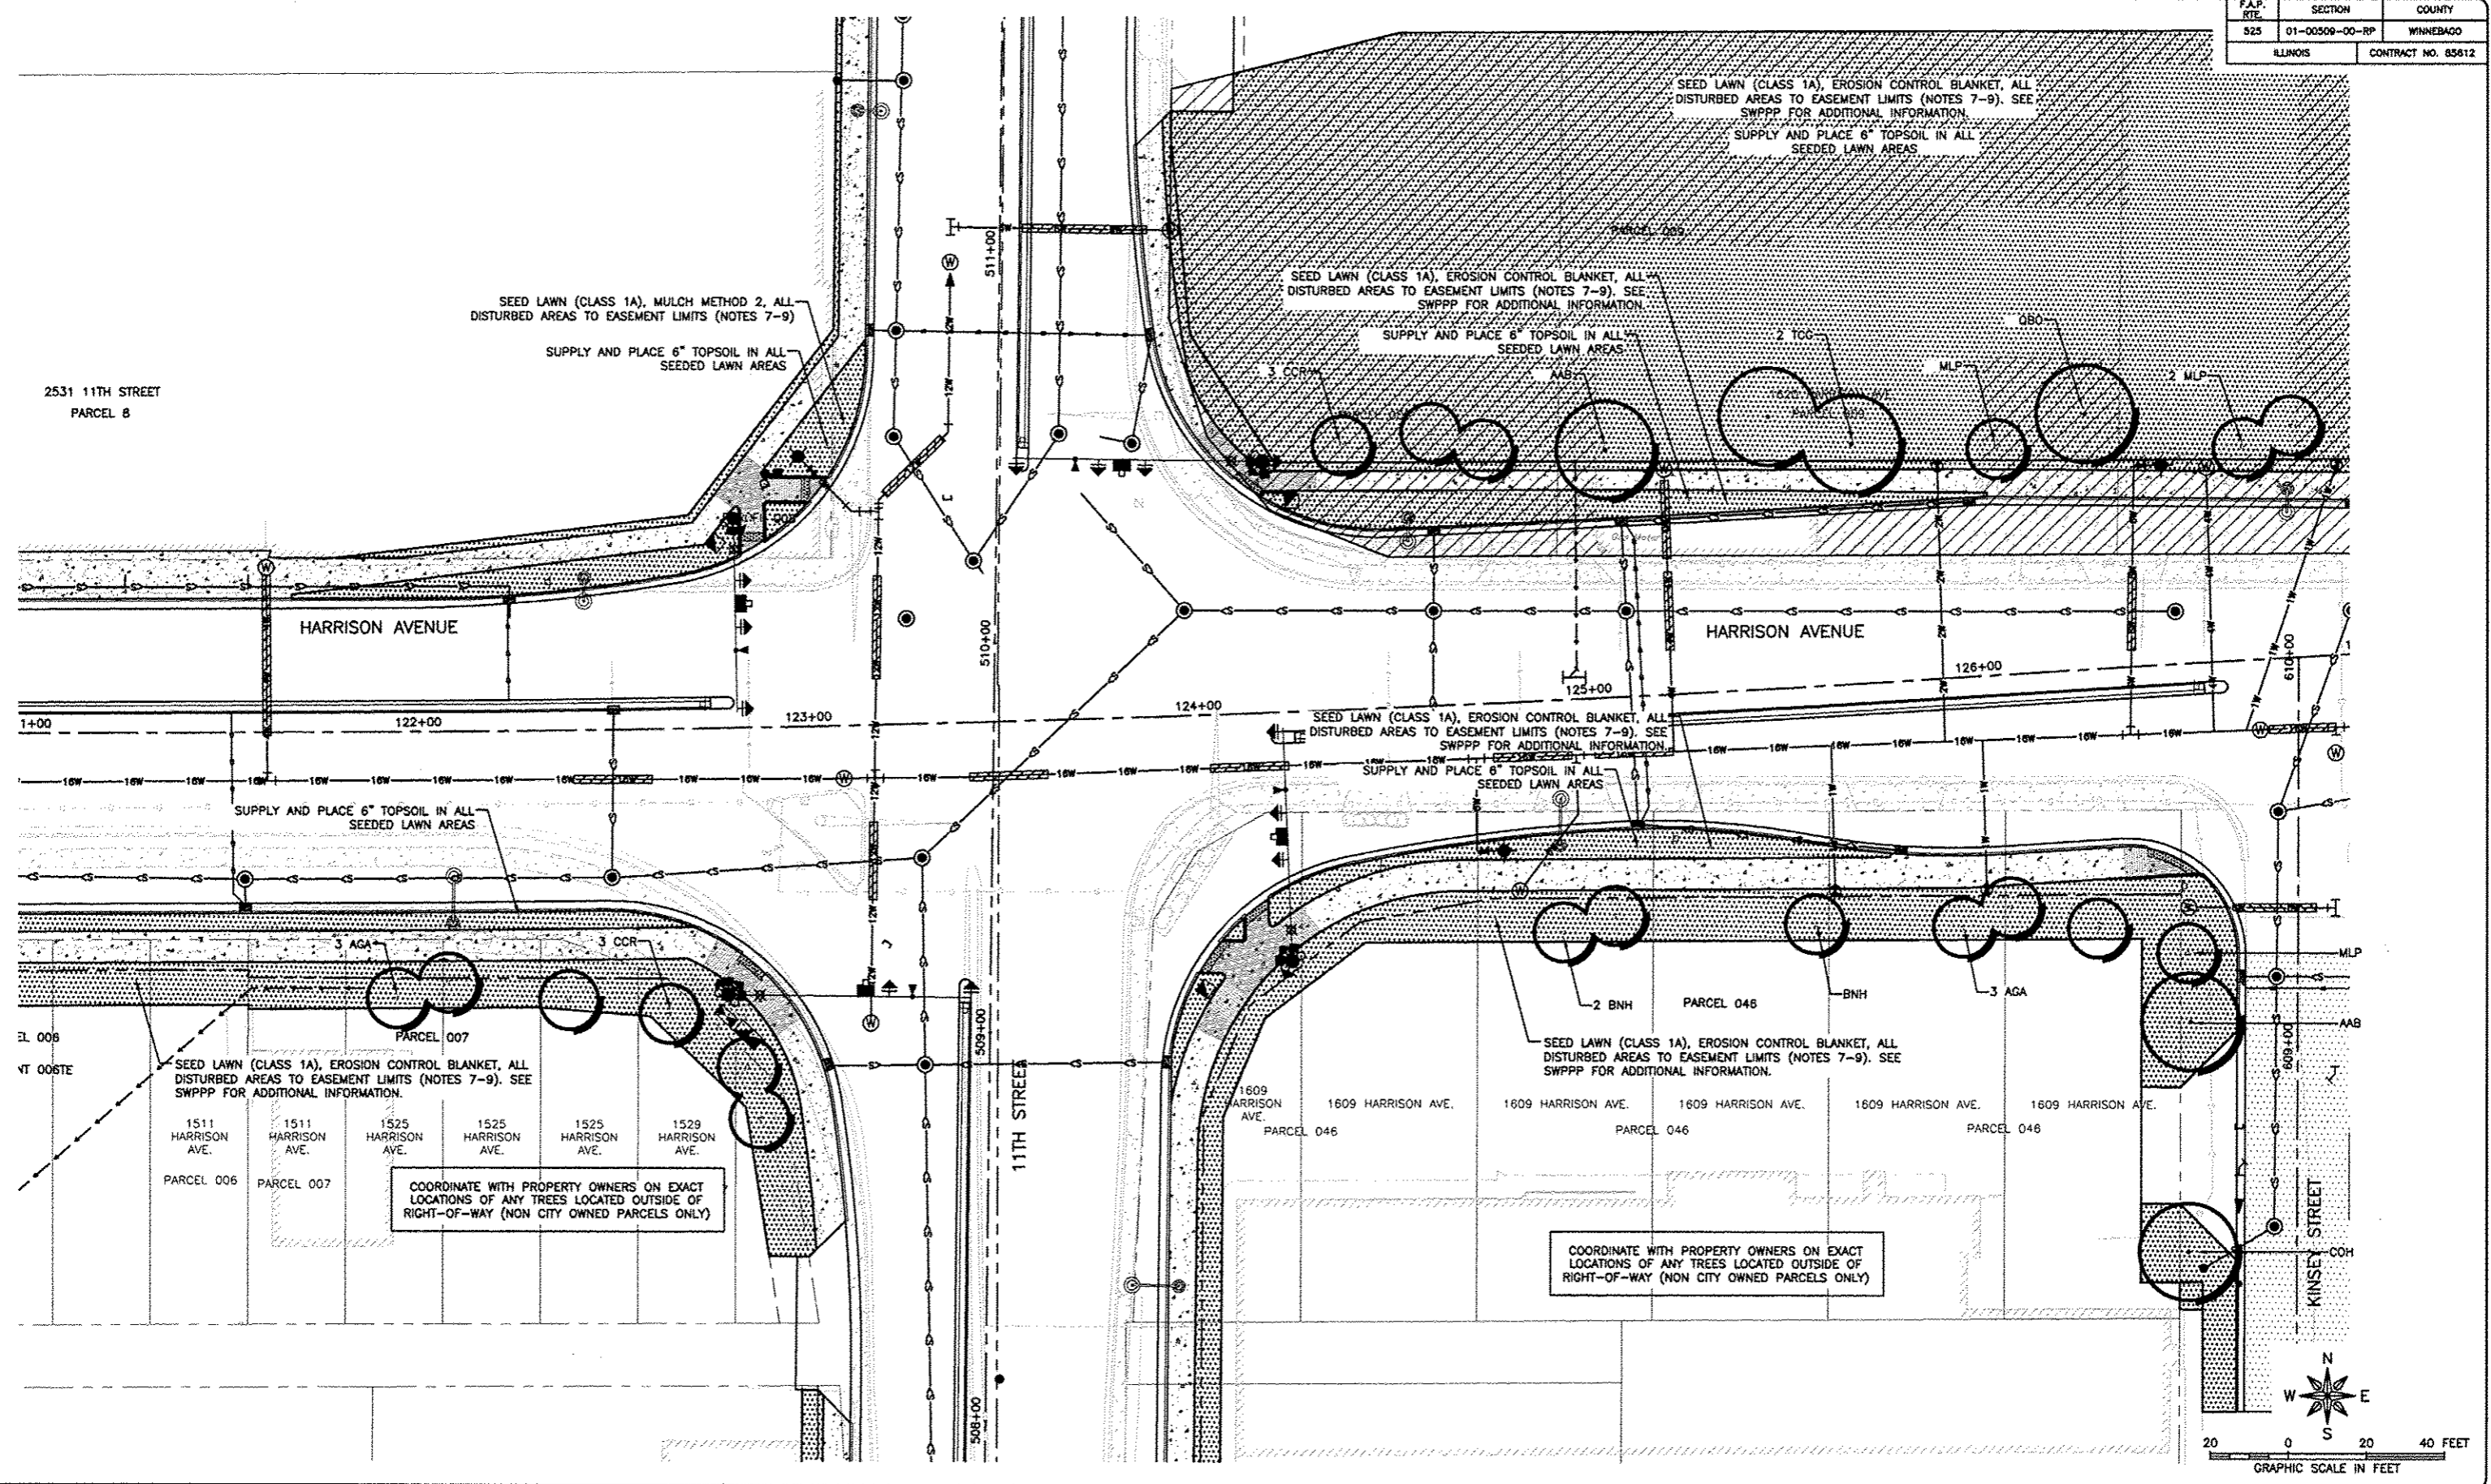 F.A.P. RTE. SECTION COUNTY
525 01-00509-00-RP WINNEBAGO
ILLINOIS CONTRACT NO. 85612
SEED LAWN (CLASS 1A), EROSION CONTROL BLANKET, ALL
DISTURBED AREAS TO EASEMENT LIMITS (NOTES 7-9). SEE
SWPPP FOR ADDITIONAL INFORMATION.
SUPPLY AND PLACE 6" TOPSOIL IN ALL
SEEDED LAWN AREAS
PARCEL 009
511+00
SEED LAWN (CLASS 1A), EROSION CONTROL BLANKET, ALL
DISTURBED AREAS TO EASEMENT LIMITS (NOTES 7-9). SEE
SWPPP FOR ADDITIONAL INFORMATION.
SUPPLY AND PLACE 6" TOPSOIL IN ALL
SEEDED LAWN AREAS
SEED LAWN (CLASS 1A), MULCH METHOD 2, ALL
DISTURBED AREAS TO EASEMENT LIMITS (NOTES 7-9)
SUPPLY AND PLACE 6" TOPSOIL IN ALL
SEEDED LAWN AREAS
2531 11TH STREET
PARCEL 8
3 CCR
AAB
2 TCG
MLP
QBO
2 MLP
12W
HARRISON AVENUE
510+00
HARRISON AVENUE
610+00
1+00
122+00
123+00
124+00
125+00
126+00
16W
SEED LAWN (CLASS 1A), EROSION CONTROL BLANKET, ALL
DISTURBED AREAS TO EASEMENT LIMITS (NOTES 7-9). SEE
SWPPP FOR ADDITIONAL INFORMATION.
SUPPLY AND PLACE 6" TOPSOIL IN ALL
SEEDED LAWN AREAS
SUPPLY AND PLACE 6" TOPSOIL IN ALL
SEEDED LAWN AREAS
3 AGA
3 CCR
2 BNH
PARCEL 046
BNH
3 AGA
MLP
AAB
EL 006
PARCEL 007
NT 006TE
509+00
609+00
SEED LAWN (CLASS 1A), EROSION CONTROL BLANKET, ALL
DISTURBED AREAS TO EASEMENT LIMITS (NOTES 7-9). SEE
SWPPP FOR ADDITIONAL INFORMATION.
SEED LAWN (CLASS 1A), EROSION CONTROL BLANKET, ALL
DISTURBED AREAS TO EASEMENT LIMITS (NOTES 7-9). SEE
SWPPP FOR ADDITIONAL INFORMATION.
1511
HARRISON
AVE.
1511
HARRISON
AVE.
1525
HARRISON
AVE.
1525
HARRISON
AVE.
1525
HARRISON
AVE.
1529
HARRISON
AVE.
PARCEL 006
PARCEL 007
11TH STREET
1609
HARRISON
AVE.
1609 HARRISON AVE.
1609 HARRISON AVE.
1609 HARRISON AVE.
1609 HARRISON AVE.
1609 HARRISON AVE.
PARCEL 046
PARCEL 046
PARCEL 046
COORDINATE WITH PROPERTY OWNERS ON EXACT
LOCATIONS OF ANY TREES LOCATED OUTSIDE OF
RIGHT-OF-WAY (NON CITY OWNED PARCELS ONLY)
COORDINATE WITH PROPERTY OWNERS ON EXACT
LOCATIONS OF ANY TREES LOCATED OUTSIDE OF
RIGHT-OF-WAY (NON CITY OWNED PARCELS ONLY)
COH
KINSEY STREET
508+00
N
W E
S
20 0 20 40 FEET
GRAPHIC SCALE IN FEET